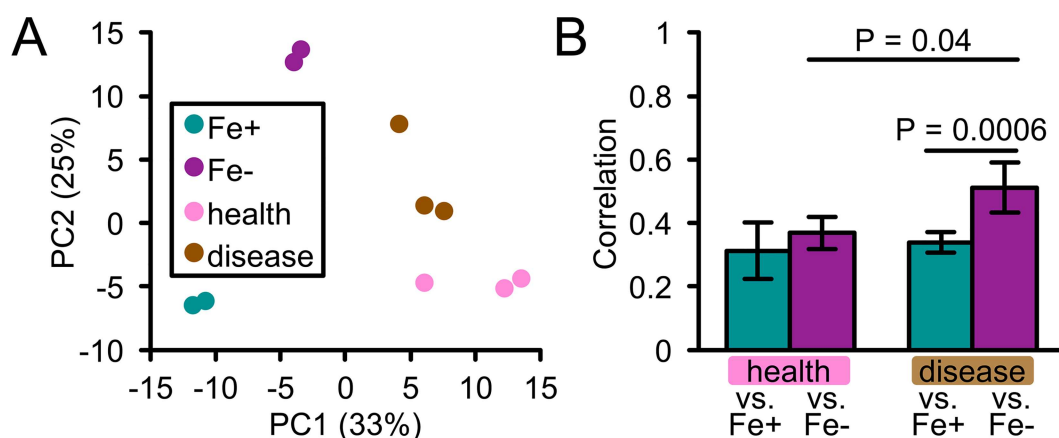 A
15
10
5
0
-5
-10
PC2 (25%)
Fe+
Fe-
health
disease
-15 -10 -5 0 5 10 15
PC1 (33%)
B
1
0.8
0.6
0.4
0.2
0
Correlation
P = 0.04
P = 0.0006
health disease
vs. vs. vs. vs.
Fe+ Fe- Fe+ Fe-